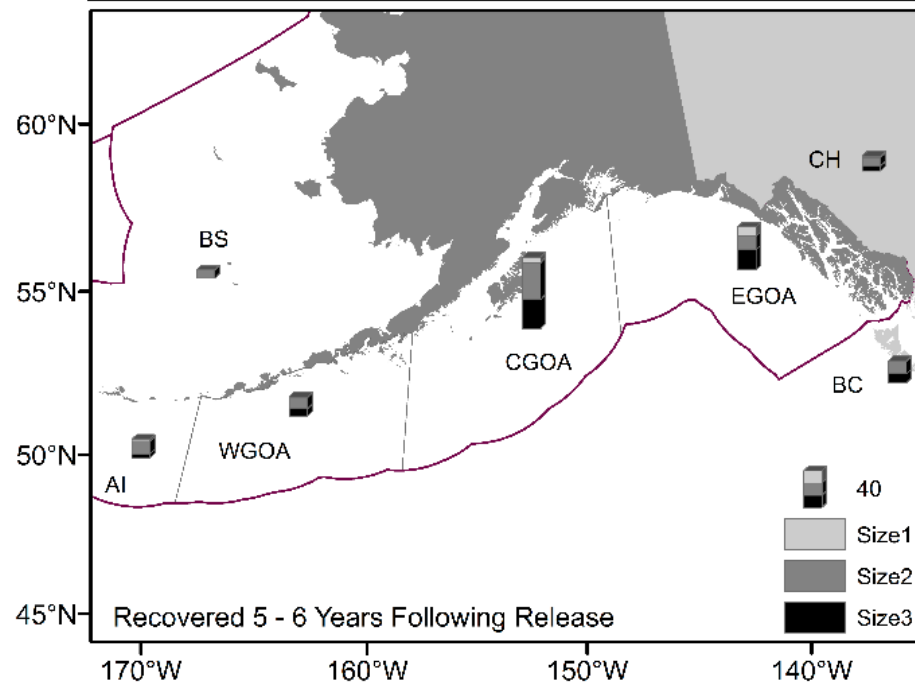 60°N
CH
BS
55°N
EGOA
CGOA
BC
WGOA
50°N
AI
40
Size1
Size2
Size3
45°N
Recovered 5 - 6 Years Following Release
170°W
160°W
150°W
140°W